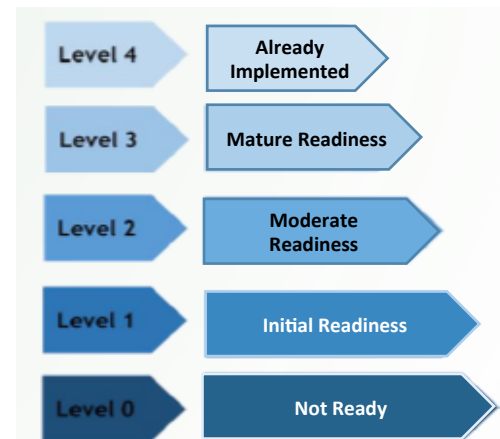 Level 4
Already
Implemented
Level 3
Mature Readiness
Level 2
Moderate
Readiness
Level 1
Initial Readiness
Level 0
Not Ready